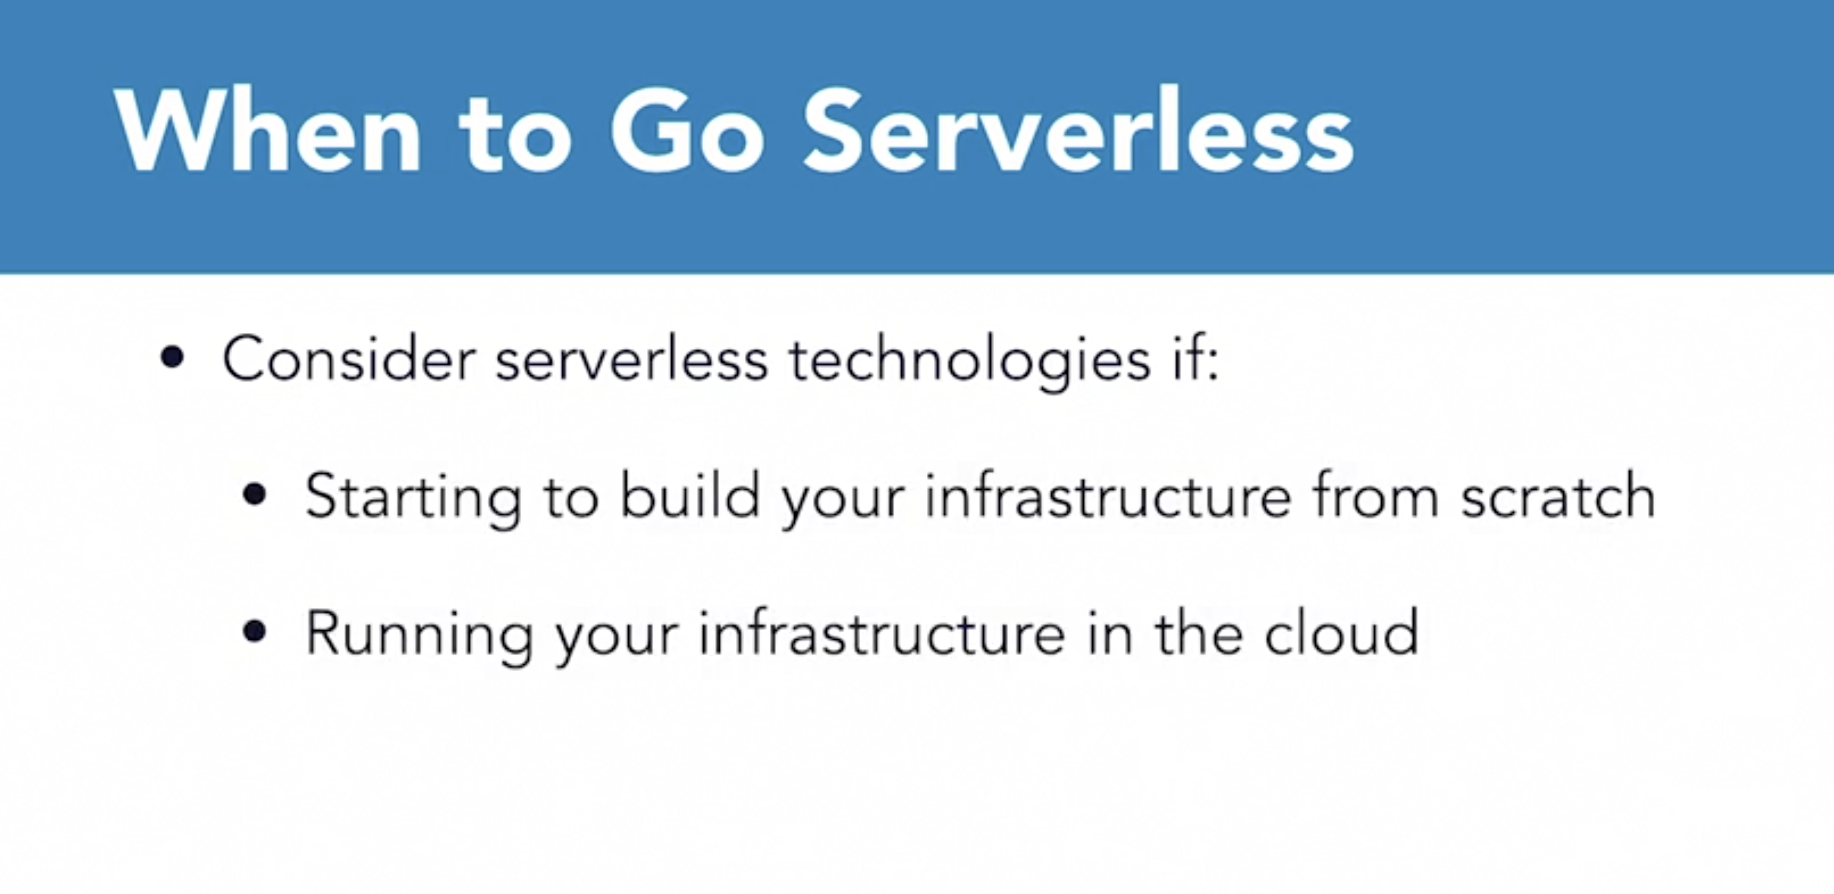 When to Go Serverless
• Consider serverless technologies if:
• Starting to build your infrastructure from scratch
• Running your infrastructure in the cloud